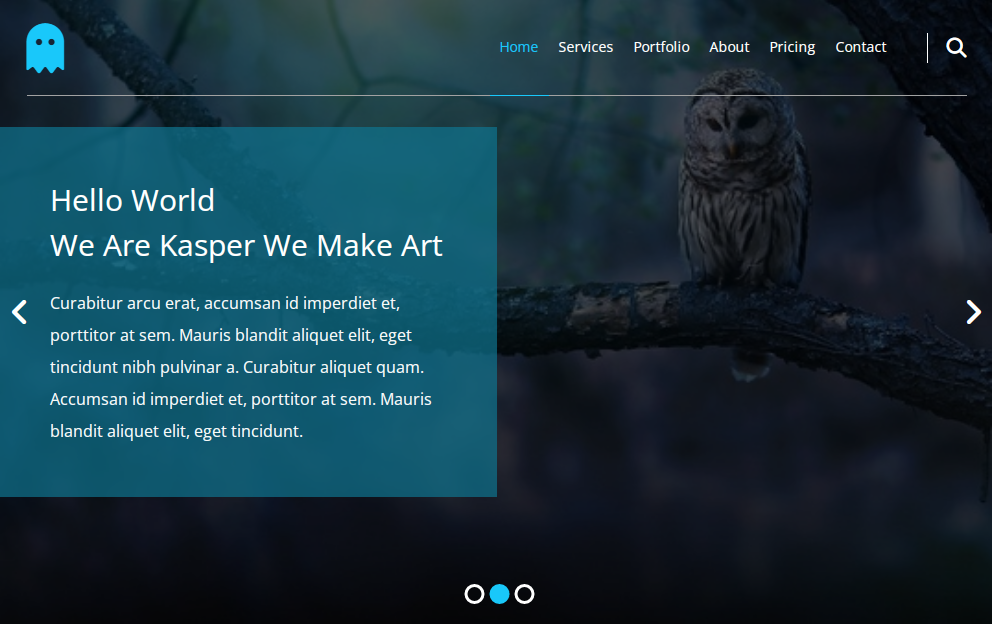 Home Services Portfolio About Pricing Contact
Hello World
We Are Kasper We Make Art
Curabitur arcu erat, accumsan id imperdiet et,
porttitor at sem. Mauris blandit aliquet elit, eget
tincidunt nibh pulvinar a. Curabitur aliquet quam.
Accumsan id imperdiet et, porttitor at sem. Mauris
blandit aliquet elit, eget tincidunt.